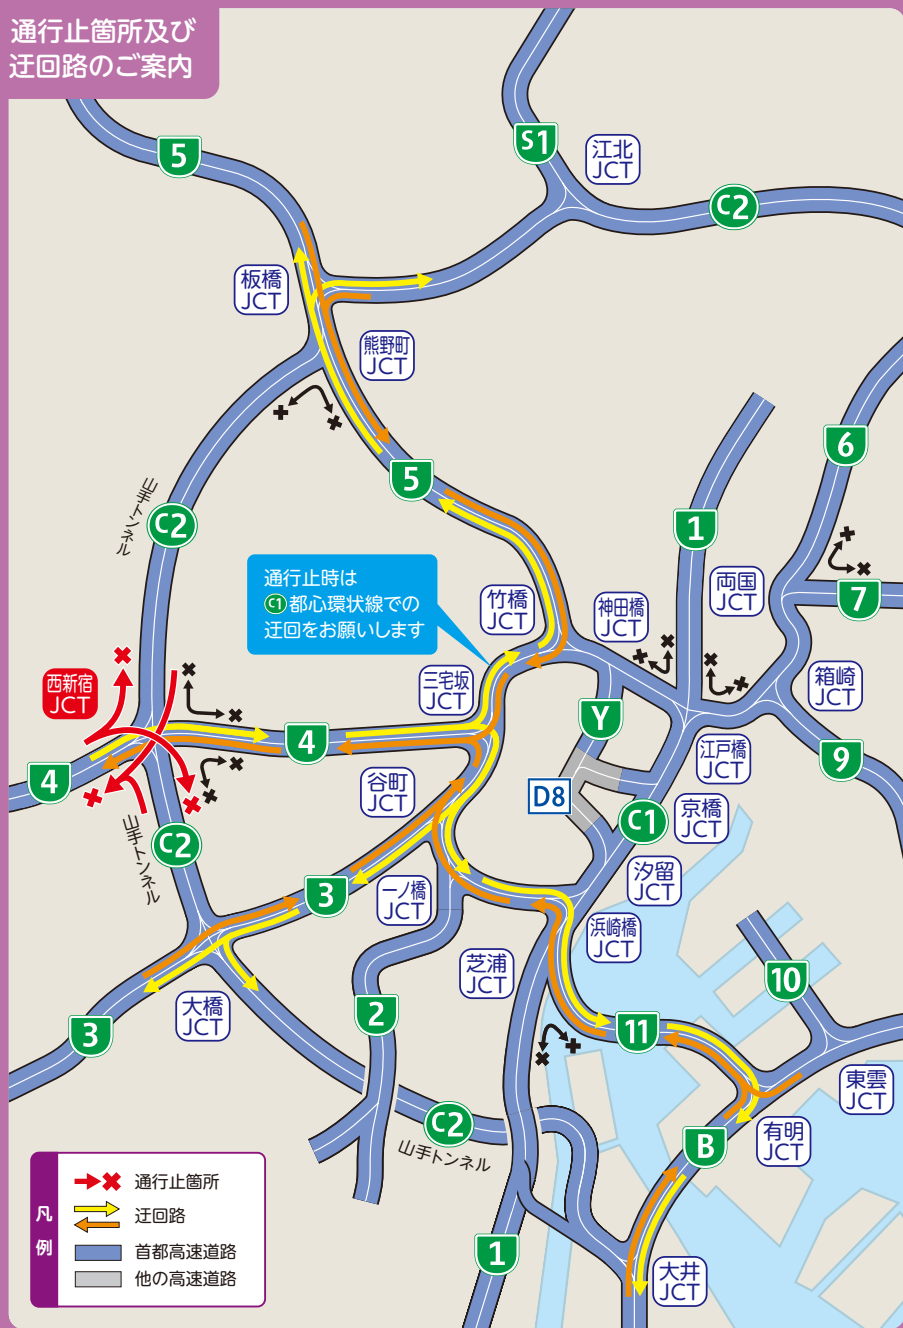 通行止箇所及び
迂回路のご案内
5
S1
江北
JCT
C2
板橋
JCT
熊野町
JCT
6
5
山手トンネル
C2
1
通行止時は
C1都心環状線での
迂回をお願いします
竹橋
JCT
神田橋
JCT
両国
JCT
7
西新宿
JCT
三宅坂
JCT
箱崎
JCT
Y
4
4
江戸橋
JCT
9
谷町
JCT
D8
C1
京橋
JCT
山手トンネル
C2
汐留
JCT
3
一ノ橋
JCT
浜崎橋
JCT
芝浦
JCT
10
大橋
JCT
2
3
11
東雲
JCT
C2
山手トンネル
B
有明
JCT
1
大井
JCT
凡例
通行止箇所
迂回路
首都高速道路
他の高速道路